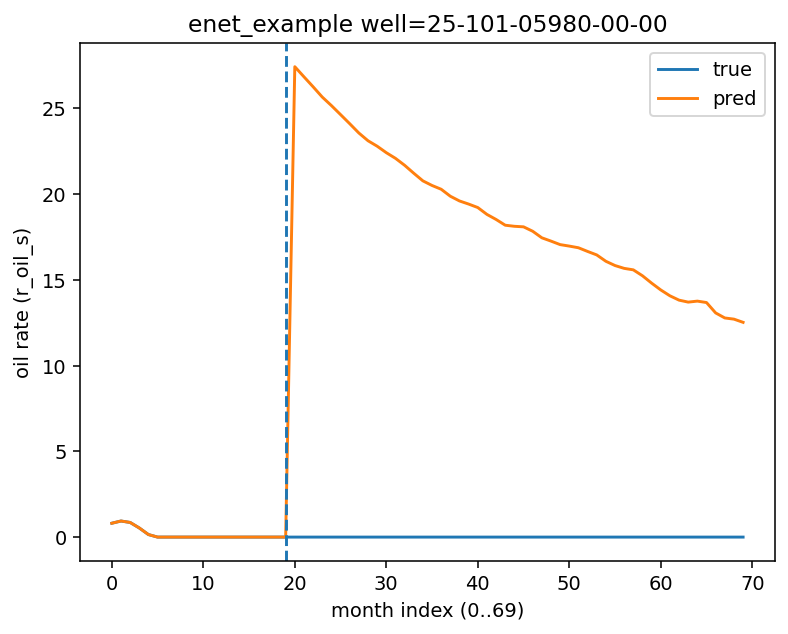 enet_example well=25-101-05980-00-00
true
pred
oil rate (r_oil_s)
25
20
15
10
5
0
0 10 20 30 40 50 60 70
month index (0..69)